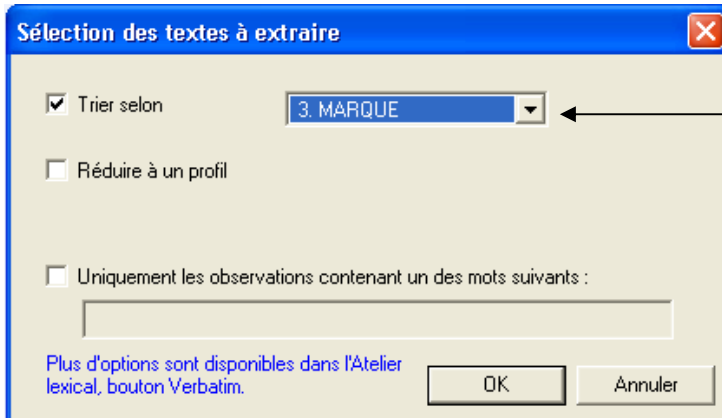 Sélection des textes à extraire
Trier selon
3. MARQUE
Réduire à un profil
Uniquement les observations contenant un des mots suivants :
Plus d'options sont disponibles dans l'Atelier
lexical, bouton Verbatim.
OK
Annuler